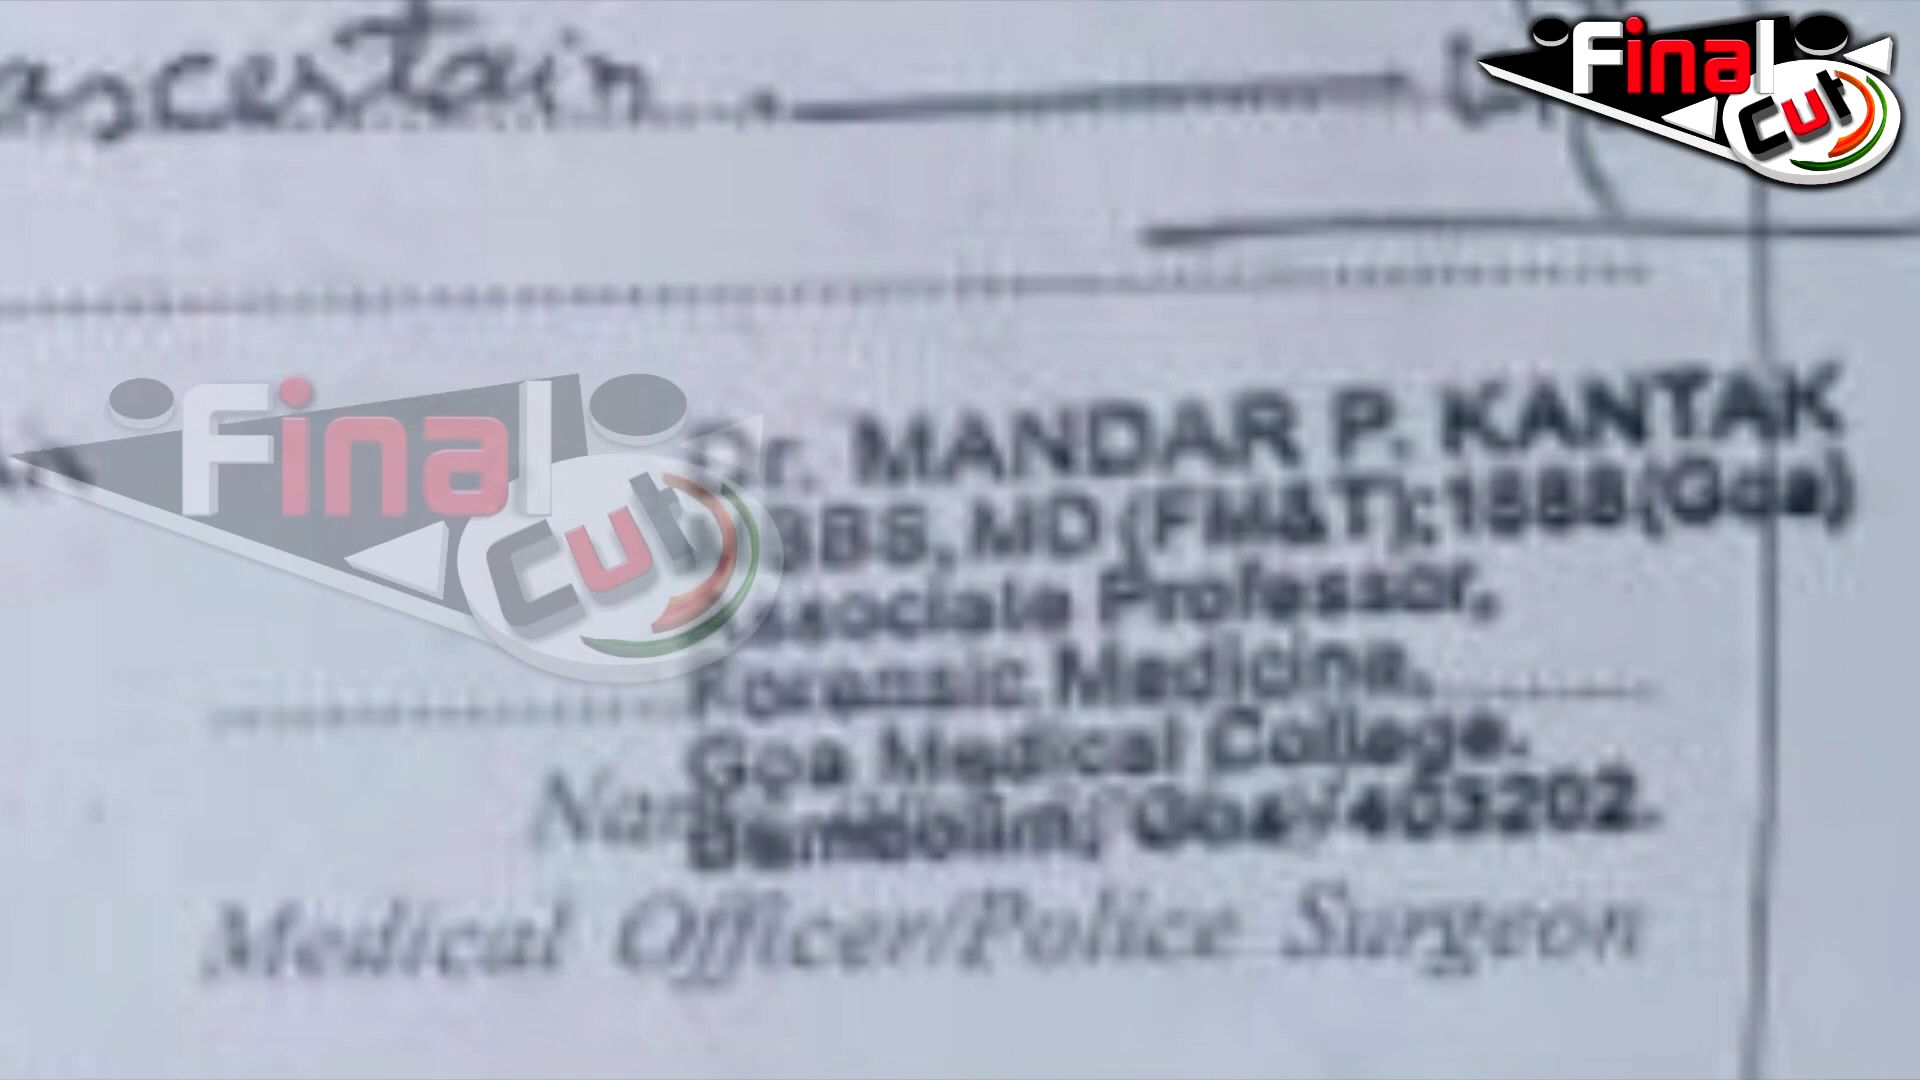 Final
Cut
ascertain
Final
Cut
Dr. MANDAR P. KANTAK
MBBS, MD (FM&T); 1888 (Goa)
Associate Professor,
Forensic Medicine,
Goa Medical College.
Bambolim, Goa 403202.
Medical Officer/Police Surgeon